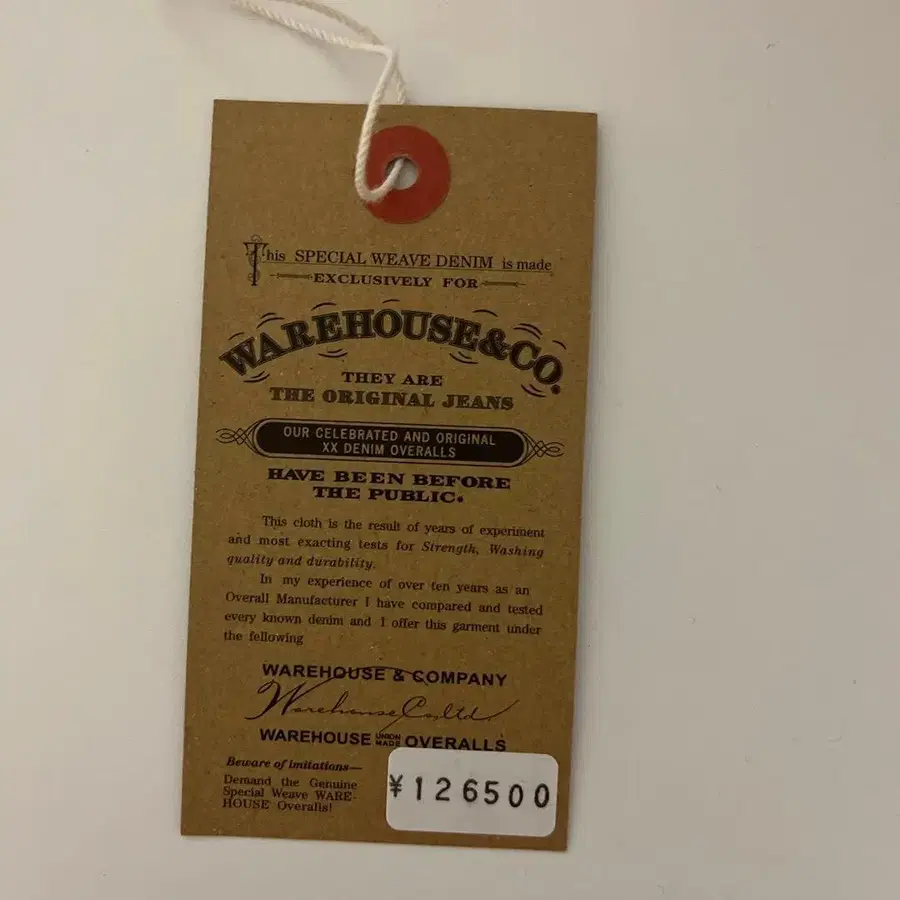 This SPECIAL WEAVE DENIM is made
EXCLUSIVELY FOR
WAREHOUSE&CO.
THEY ARE
THE ORIGINAL JEANS
OUR CELEBRATED AND ORIGINAL
XX DENIM OVERALLS
HAVE BEEN BEFORE
THE PUBLIC.
This cloth is the result of years of experiment
and most exacting tests for Strength, Washing
quality and durability.
In my experience of over ten years as an
Overall Manufacturer I have compared and tested
every known denim and I offer this garment under
the fellowing
WAREHOUSE & COMPANY
Warehouse Co,ltd.
WAREHOUSE UNION MADE OVERALLS
Beware of imitations—
Demand the Genuine
Special Weave WARE-
HOUSE Overalls!
¥126500